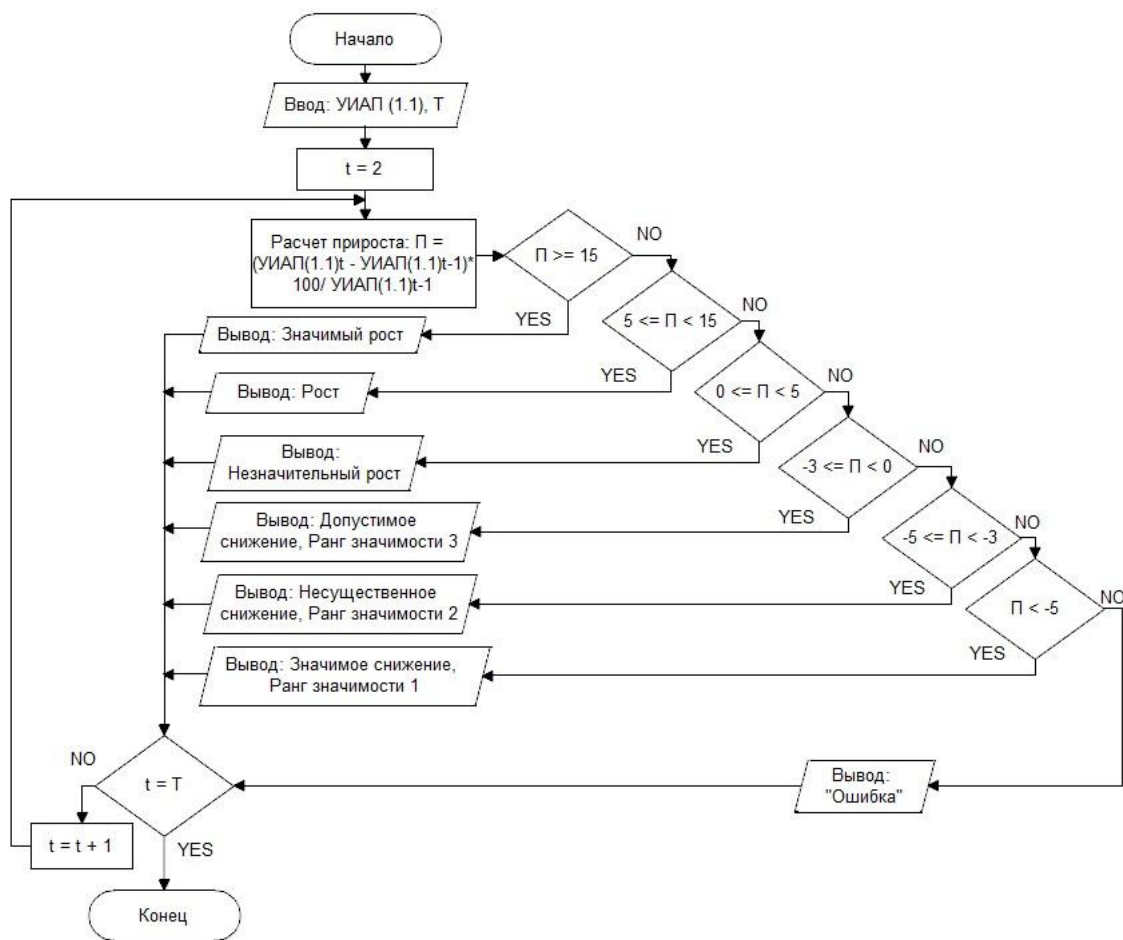 Начало
Ввод: УИАП (1.1), Т
t = 2
Расчет прироста: П =
(УИАП(1.1)t - УИАП(1.1)t-1)*
100/ УИАП(1.1)t-1
П >= 15
NO
YES
Вывод: Значимый рост
5 <= П < 15
NO
YES
Вывод: Рост
0 <= П < 5
NO
YES
Вывод:
Незначительный рост
-3 <= П < 0
NO
YES
Вывод: Допустимое
снижение, Ранг значимости 3
-5 <= П < -3
NO
YES
Вывод: Несущественное
снижение, Ранг значимости 2
П < -5
NO
YES
Вывод: Значимое снижение,
Ранг значимости 1
Вывод:
"Ошибка"
t = T
NO
YES
t = t + 1
Конец